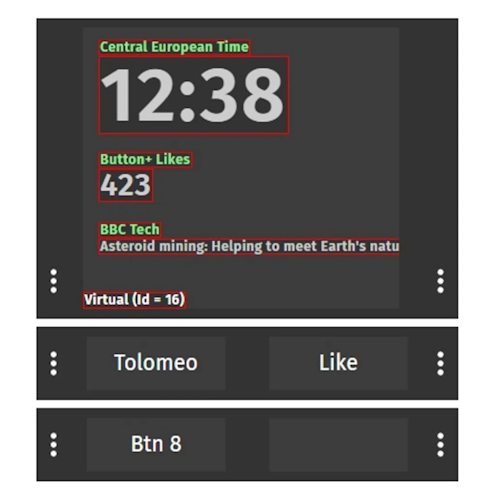 Central European Time
12:38
Button+ Likes
423
BBC Tech
Asteroid mining: Helping to meet Earth's natu
Virtual (Id = 16)
Tolomeo
Like
Btn 8